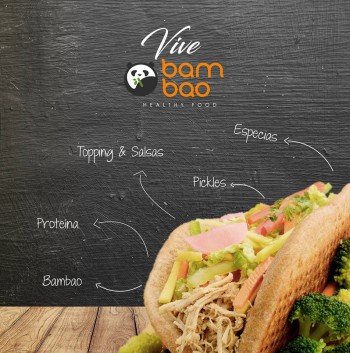 Vive
bam
bao
HEALTHY FOOD
Especias
Topping & Salsas
Pickles
Proteina
Bambao